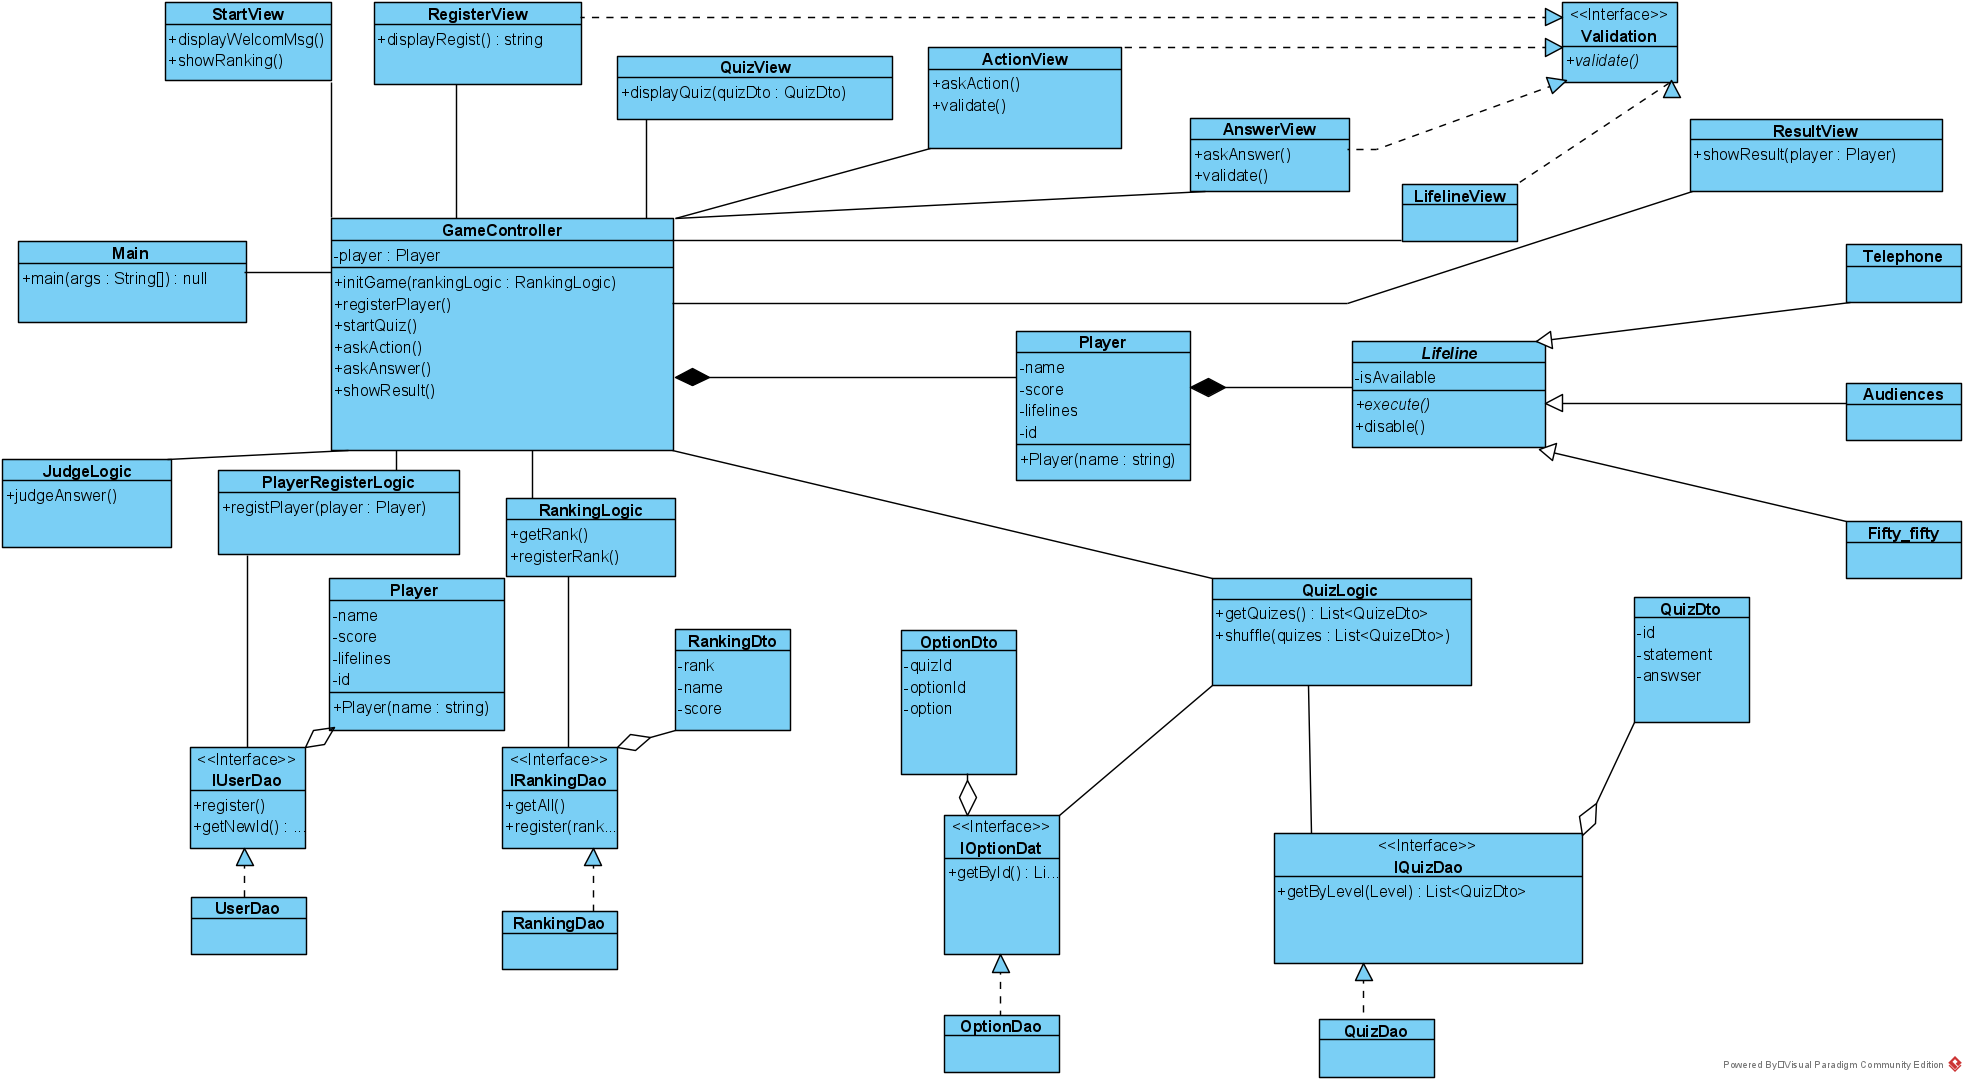 StartView
+displayWelcomMsg()
+showRanking()
RegisterView
+displayRegist() : string
QuizView
+displayQuiz(quizDto : QuizDto)
ActionView
+askAction()
+validate()
<<Interface>>
Validation
+validate()
AnswerView
+askAnswer()
+validate()
ResultView
+showResult(player : Player)
LifelineView
Main
+main(args : String[]) : null
GameController
-player : Player
+initGame(rankingLogic : RankingLogic)
+registerPlayer()
+startQuiz()
+askAction()
+askAnswer()
+showResult()
Telephone
Player
-name
-score
-lifelines
-id
+Player(name : string)
Lifeline
-isAvailable
+execute()
+disable()
Audiences
Fifty_fifty
JudgeLogic
+judgeAnswer()
PlayerRegisterLogic
+registPlayer(player : Player)
RankingLogic
+getRank()
+registerRank()
Player
-name
-score
-lifelines
-id
+Player(name : string)
RankingDto
-rank
-name
-score
OptionDto
-quizId
-optionId
-option
QuizLogic
+getQuizes() : List<QuizeDto>
+shuffle(quizes : List<QuizeDto>)
QuizDto
-id
-statement
-answser
<<Interface>>
IUserDao
+register()
+getNewId() : ...
<<Interface>>
IRankingDao
+getAll()
+register(rank...
<<Interface>>
IOptionDat
+getById() : Li...
<<Interface>>
IQuizDao
+getByLevel(Level) : List<QuizDto>
UserDao
RankingDao
OptionDao
QuizDao
Powered By□Visual Paradigm Community Edition